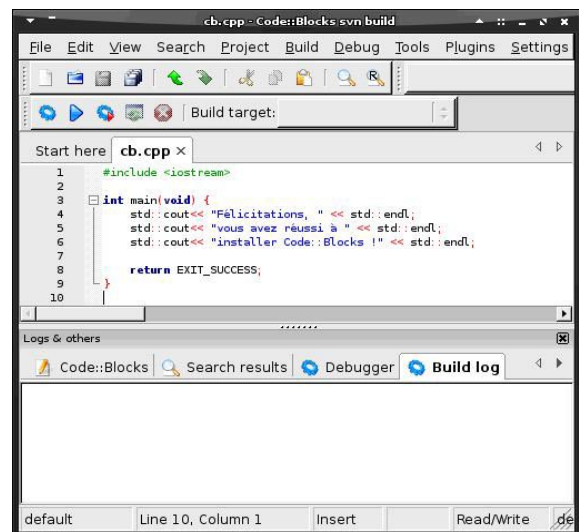 cb.cpp - Code::Blocks svn build
File Edit View Search Project Build Debug Tools Plugins Settings
Build target:
Start here cb.cpp
1 #include <iostream>
2
3 int main(void) {
4 std::cout<< "Félicitations, " << std::endl;
5 std::cout<< "vous avez réussi à " << std::endl;
6 std::cout<< "installer Code::Blocks !" << std::endl;
7
8 return EXIT_SUCCESS;
9 }
10
Logs & others
Code::Blocks Search results Debugger Build log
default Line 10, Column 1 Insert Read/Write de